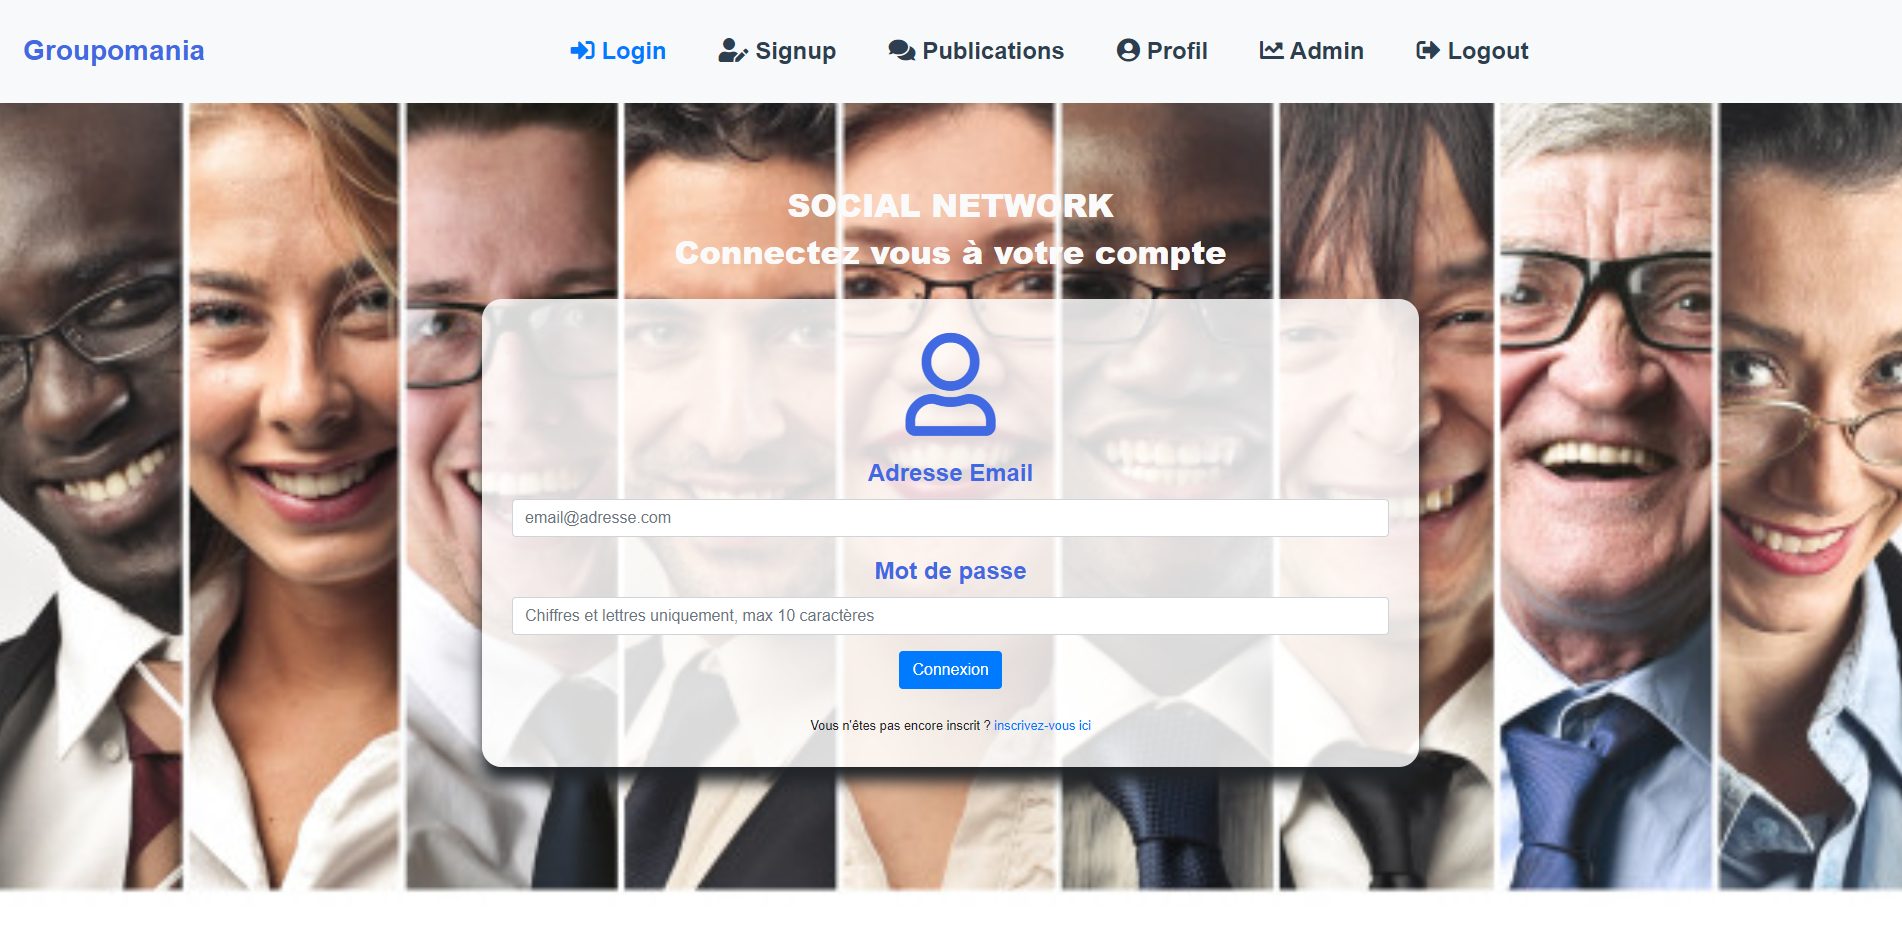 Groupomania
Login
Signup
Publications
Profil
Admin
Logout
SOCIAL NETWORK
Connectez vous à votre compte
Adresse Email
email@adresse.com
Mot de passe
Chiffres et lettres uniquement, max 10 caractères
Connexion
Vous n'êtes pas encore inscrit ? inscrivez-vous ici